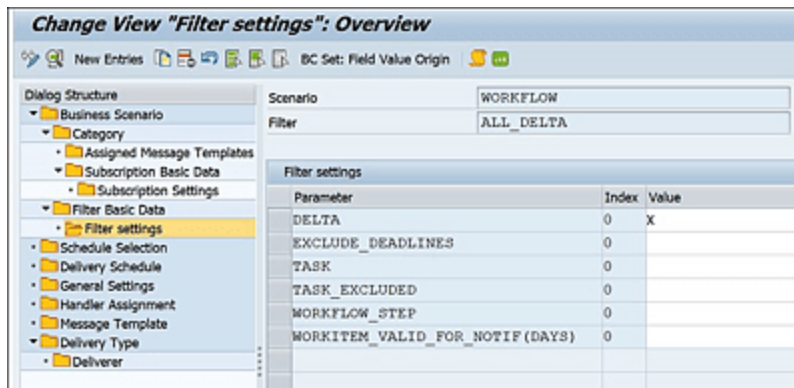 Change View "Filter settings": Overview
New Entries BC Set: Field Value Origin
Dialog Structure
Business Scenario
Category
Assigned Message Templates
Subscription Basic Data
Subscription Settings
Filter Basic Data
Filter settings
Schedule Selection
Delivery Schedule
General Settings
Handler Assignment
Message Template
Delivery Type
Deliverer
Scenario WORKFLOW
Filter ALL_DELTA
Filter settings
Parameter Index Value
DELTA 0 X
EXCLUDE_DEADLINES 0
TASK 0
TASK_EXCLUDED 0
WORKFLOW_STEP 0
WORKITEM_VALID_FOR_NOTIF(DAYS) 0